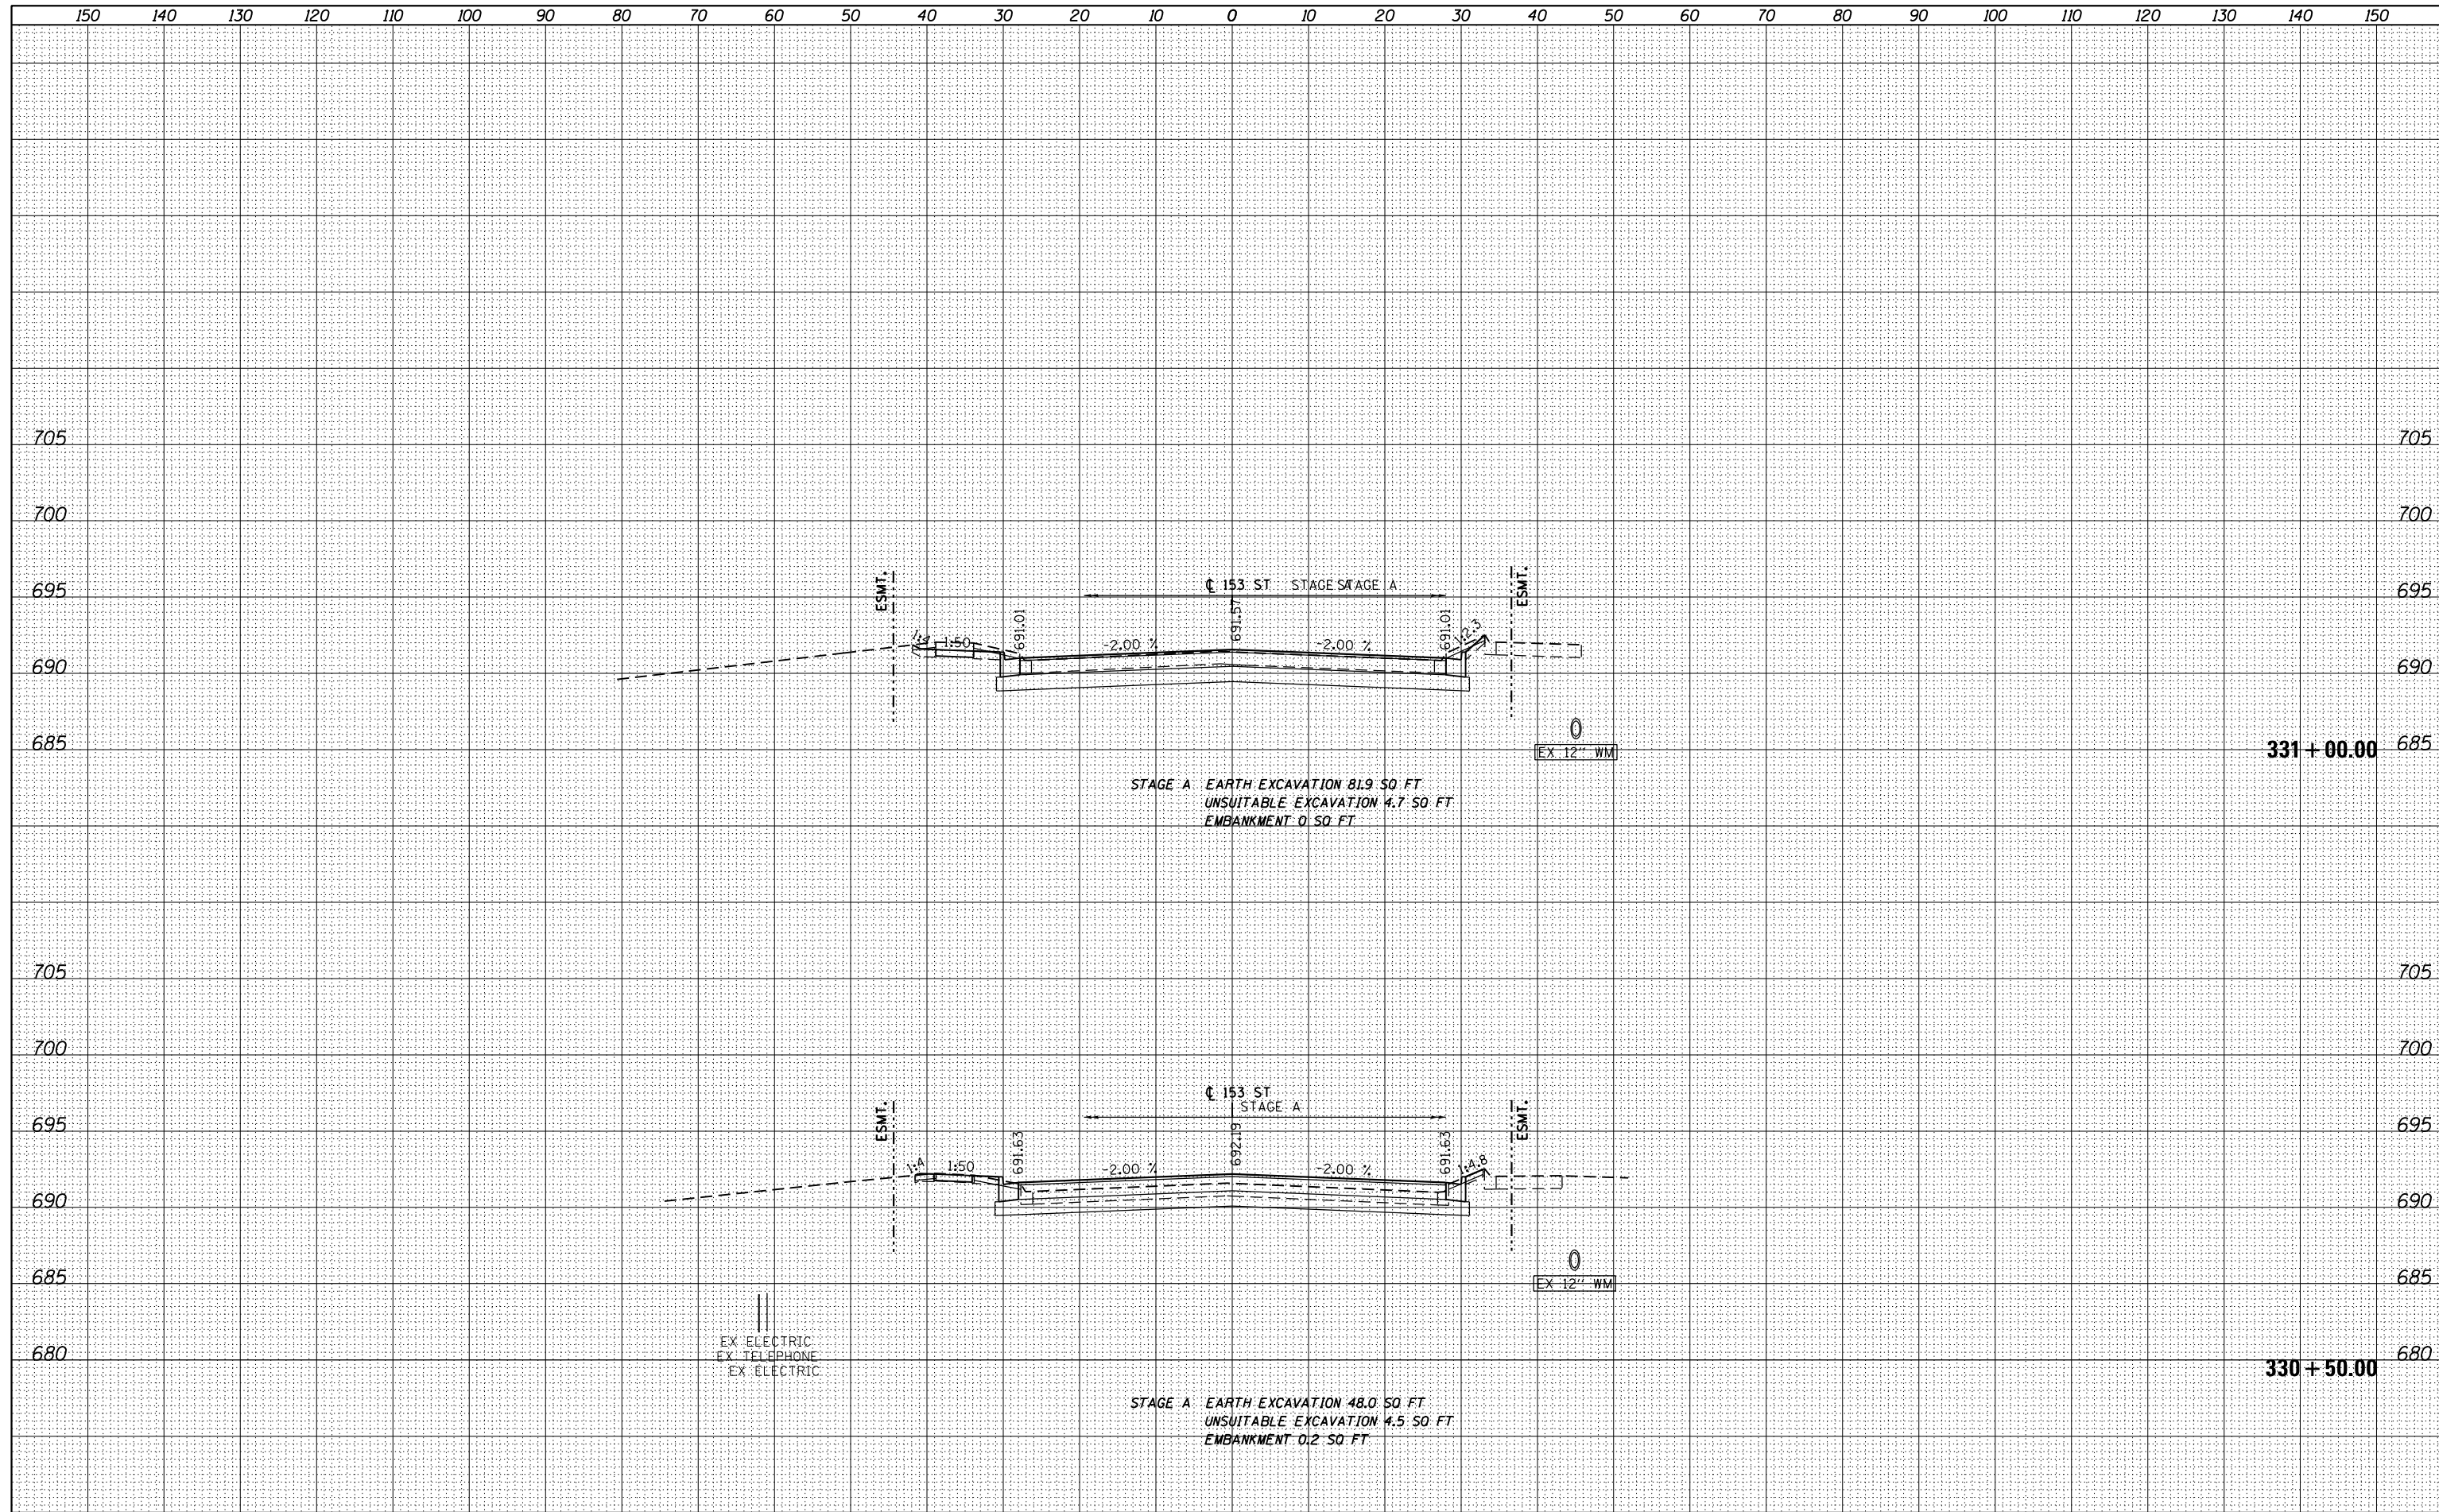 150 140 130 120 110 100 90 80 70 60 50 40 30 20 10 0 10 20 30 40 50 60 70 80 90 100 110 120 130 140 150
705 705
700 700
695 ESMT. ℄ 153 ST STAGE A STAGE A ESMT. 695
1:4 1:50 691.01 -2.00 % 691.57 -2.00 % 691.01 1:2.3
690 690
685 EX 12" WM 331+00.00 685
STAGE A EARTH EXCAVATION 81.9 SQ FT
UNSUITABLE EXCAVATION 4.7 SQ FT
EMBANKMENT 0 SQ FT
705 705
700 700
℄ 153 ST
STAGE A
695 ESMT. ESMT. 695
1:4 1:50 691.63 -2.00 % 692.19 -2.00 % 691.63 1:4.8
690 690
685 EX 12" WM 685
EX ELECTRIC
680 EX TELEPHONE 680
EX ELECTRIC 330+50.00
STAGE A EARTH EXCAVATION 48.0 SQ FT
UNSUITABLE EXCAVATION 4.5 SQ FT
EMBANKMENT 0.2 SQ FT